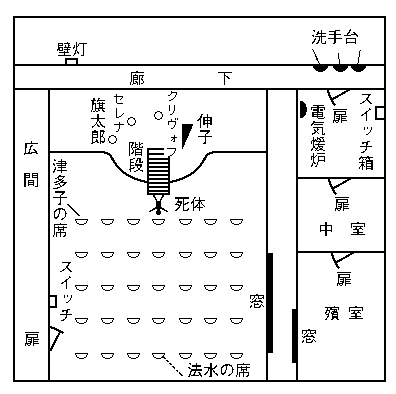 壁灯
洗手台
廊下
広間
旗太郎
セレナ
クリヴォフ
伸子
階段
電気煖炉
扉
スイッチ箱
津多子の席
死体
扉
中室
スイッチ
扉
窓
殯室
窓
扉
法水の席